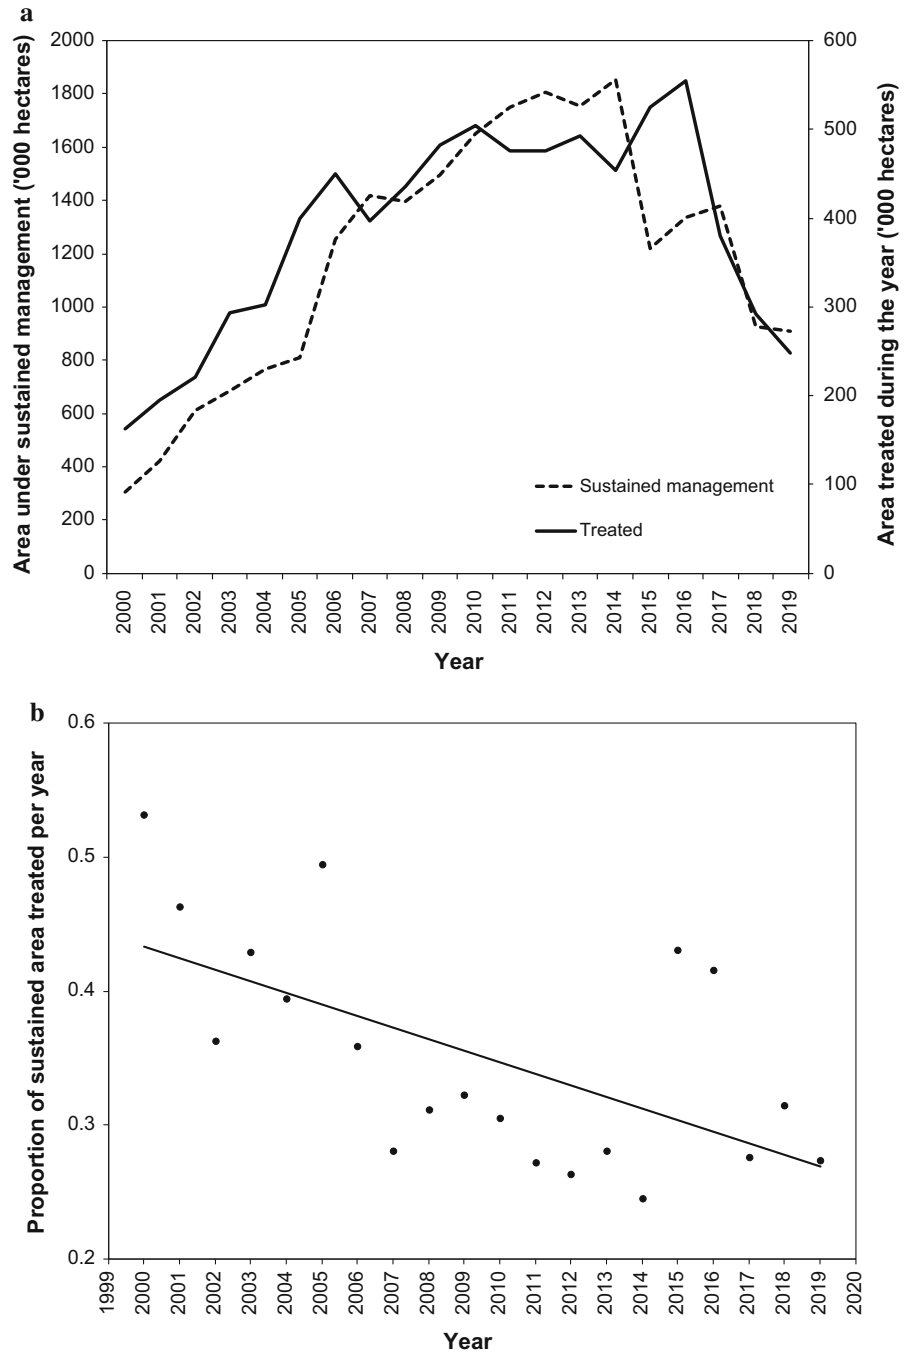 a
Area under sustained management ('000 hectares)
2000
1800
1600
1400
1200
1000
800
600
400
200
0
600
500
400
300
200
100
0
Area treated during the year ('000 hectares)
Sustained management
Treated
2000 2001 2002 2003 2004 2005 2006 2007 2008 2009 2010 2011 2012 2013 2014 2015 2016 2017 2018 2019
Year
b
Proportion of sustained area treated per year
0.6
0.5
0.4
0.3
0.2
1999 2000 2001 2002 2003 2004 2005 2006 2007 2008 2009 2010 2011 2012 2013 2014 2015 2016 2017 2018 2019 2020
Year